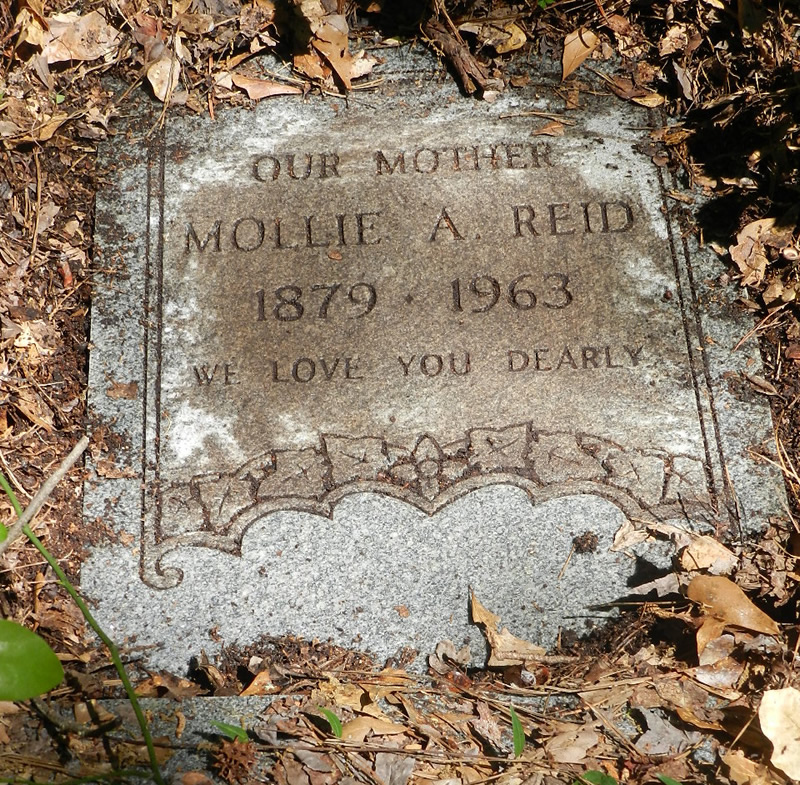 OUR MOTHER
MOLLIE A. REID
1879 · 1963
WE LOVE YOU DEARLY